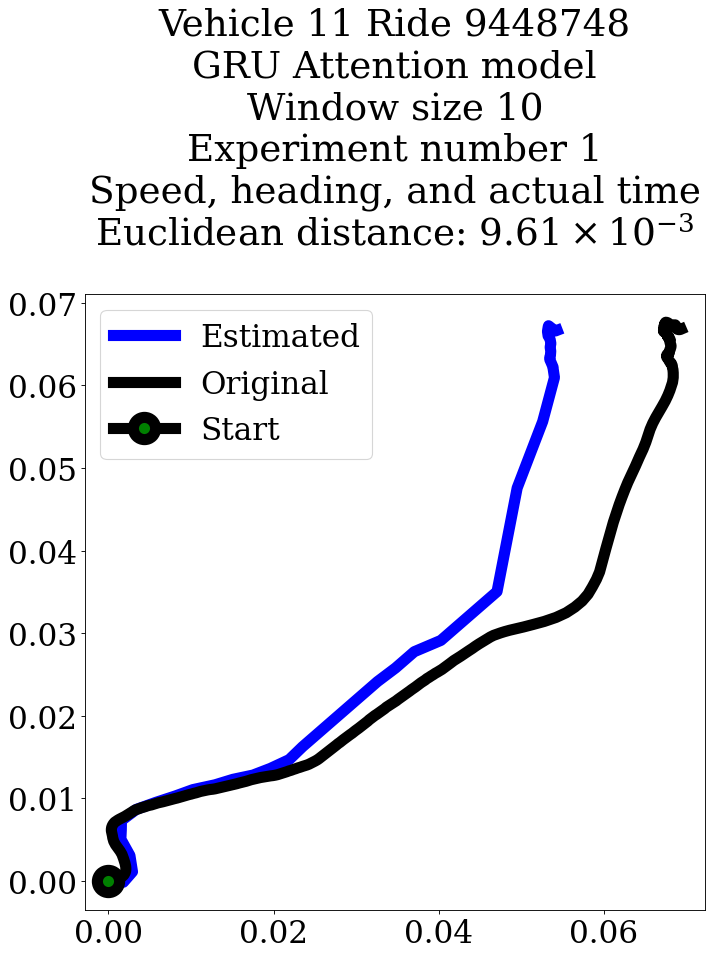 Vehicle 11 Ride 9448748
GRU Attention model
Window size 10
Experiment number 1
Speed, heading, and actual time
Euclidean distance: 9.61 × 10⁻³
0.07
0.06
0.05
0.04
0.03
0.02
0.01
0.00
Estimated
Original
Start
0.00 0.02 0.04 0.06